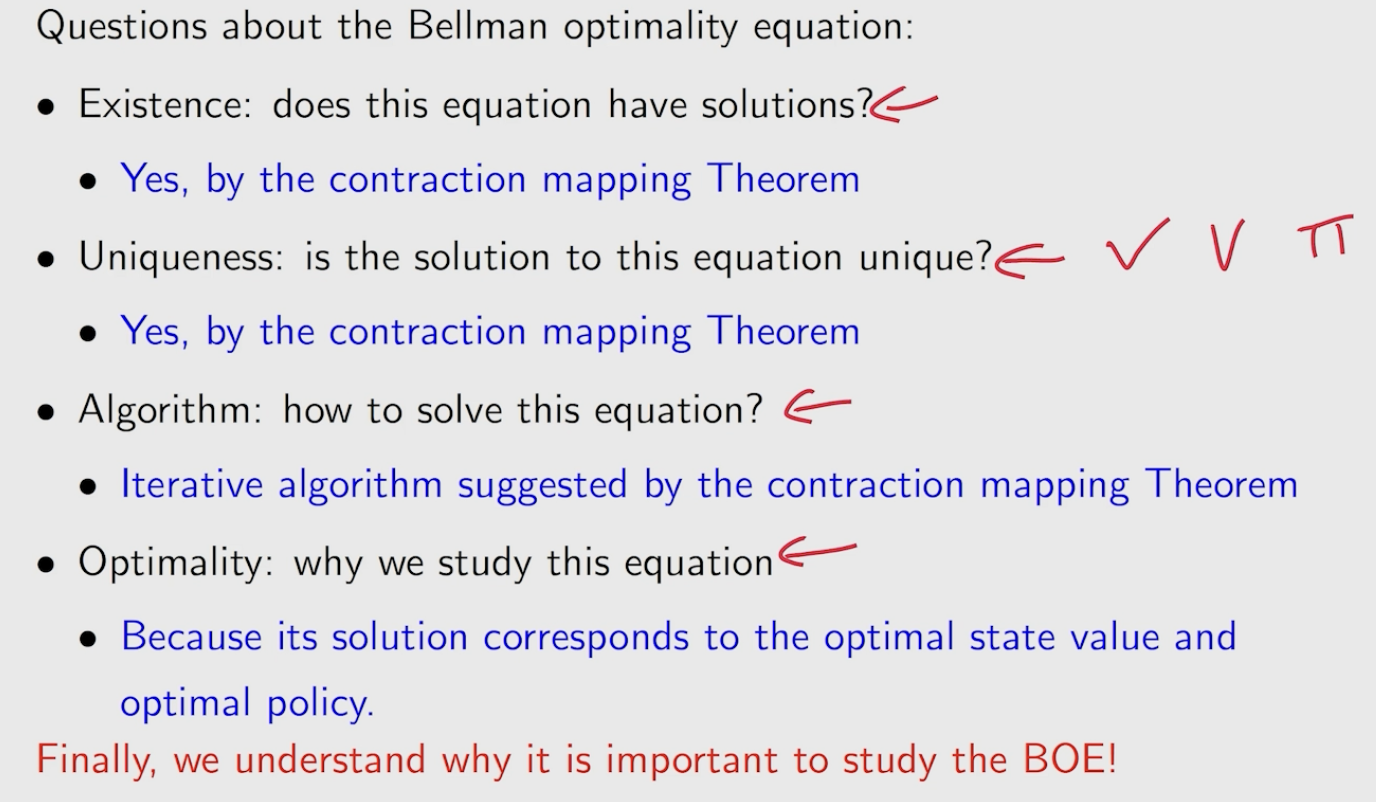 Questions about the Bellman optimality equation:
• Existence: does this equation have solutions?
• Yes, by the contraction mapping Theorem
• Uniqueness: is the solution to this equation unique? ✓ V π
• Yes, by the contraction mapping Theorem
• Algorithm: how to solve this equation?
• Iterative algorithm suggested by the contraction mapping Theorem
• Optimality: why we study this equation
• Because its solution corresponds to the optimal state value and
optimal policy.
Finally, we understand why it is important to study the BOE!